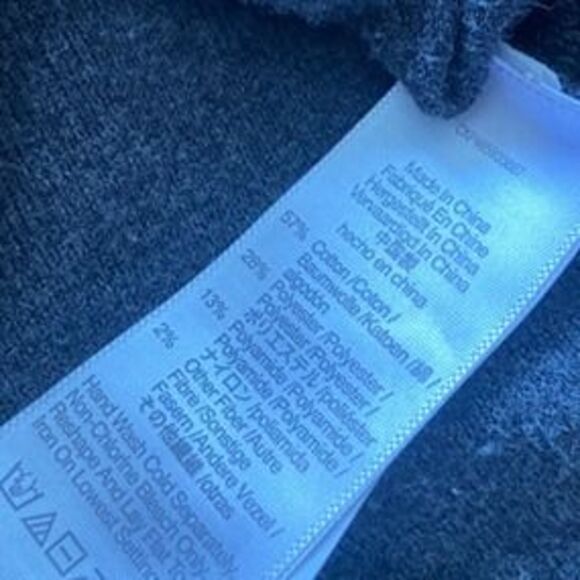 Made in China
Fabriqué En Chine
Hergestellt In China
Vervaardigd In China
中国製
hecho en china
57% Cotton /Coton /
Baumwolle /Katoen /綿 /
algodón
28% Polyester /Polyester /
Polyester /Polyester /
ポリエステル /poliéster
13% Polyamide /Polyamide /
Polyamide /Polyamide /
ナイロン /poliamida
2% Other Fiber /Autre
Fibre /Sonstige
Fasern /Andere Vezel /
その他繊維 /otras
Hand Wash Cold Separately,
Non-Chlorine Bleach Only,
Reshape And Lay Flat To
Iron On Lowest Setting